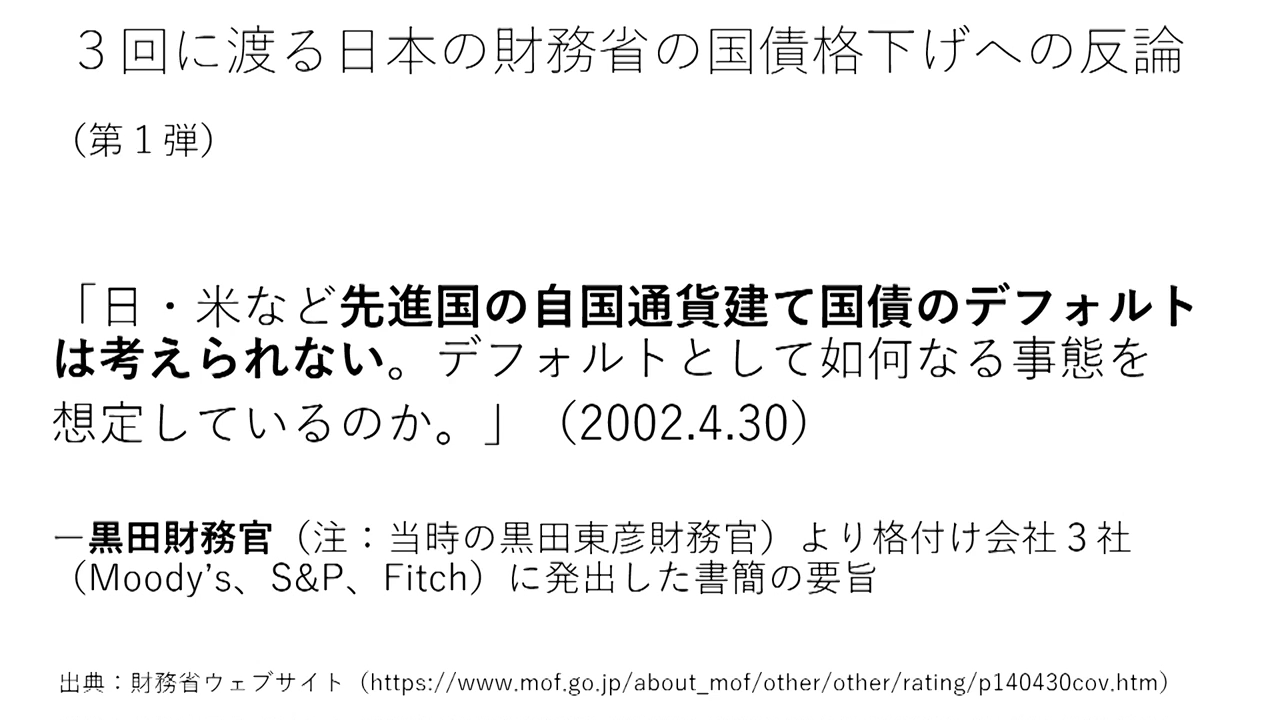 ３回に渡る日本の財務省の国債格下げへの反論
（第１弾）
「日・米など先進国の自国通貨建て国債のデフォルト
は考えられない。デフォルトとして如何なる事態を
想定しているのか。」（2002.4.30）
－黒田財務官（注：当時の黒田東彦財務官）より格付け会社３社
（Moody’s、S&P、Fitch）に発出した書簡の要旨
出典：財務省ウェブサイト（https://www.mof.go.jp/about_mof/other/other/rating/p140430cov.htm）